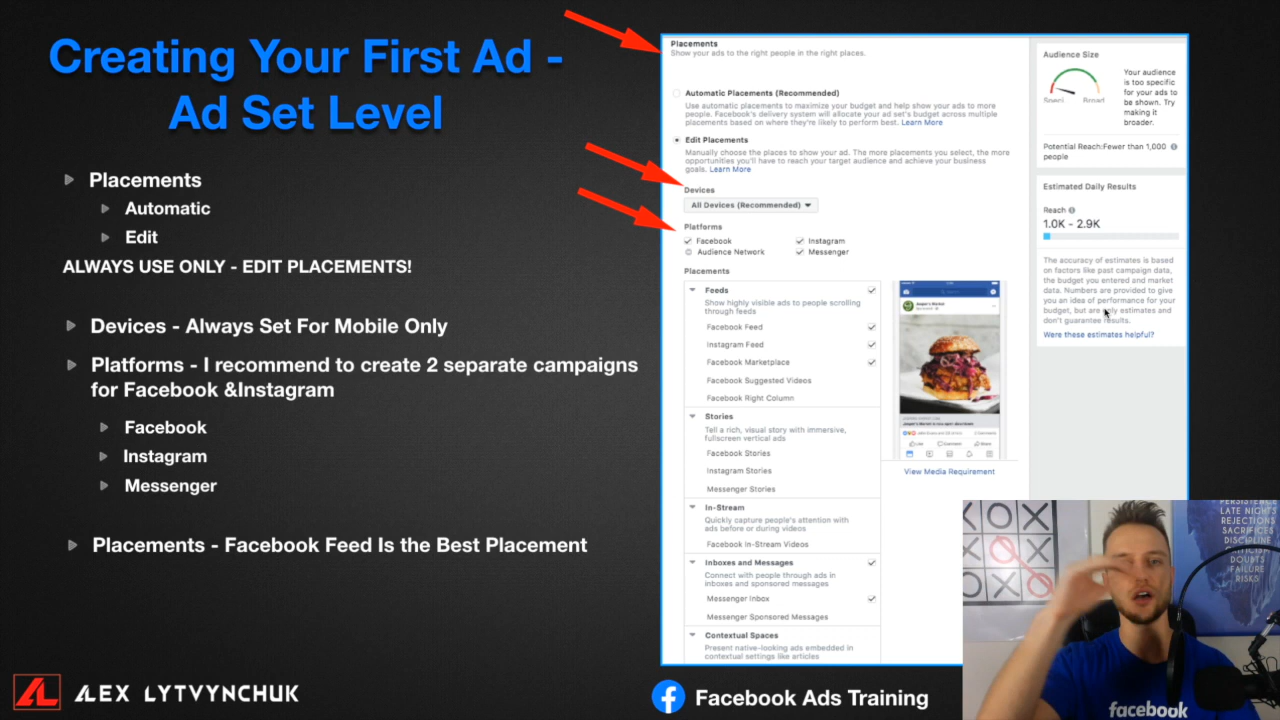 Creating Your First Ad -
Ad Set Level
Placements
Automatic
Edit
ALWAYS USE ONLY - EDIT PLACEMENTS!
Devices - Always Set For Mobile Only
Platforms - I recommend to create 2 separate campaigns
for Facebook &Instagram
Facebook
Instagram
Messenger
Placements - Facebook Feed Is the Best Placement
ALEX LYTVYNCHUK
Facebook Ads Training
Placements
Show your ads to the right people in the right places.
Automatic Placements (Recommended)
Use automatic placements to maximize your budget and help show your ads to more
people. Facebook's delivery system will allocate your ad set's budget across multiple
placements based on where they're likely to perform best. Learn More
Edit Placements
Manually choose the places to show your ad. The more placements you select, the more
opportunities you'll have to reach your target audience and achieve your business
goals. Learn More
Devices
All Devices (Recommended)
Platforms
Facebook
Instagram
Audience Network
Messenger
Placements
Feeds
Show highly visible ads to people scrolling
through feeds
Facebook Feed
Instagram Feed
Facebook Marketplace
Facebook Suggested Videos
Facebook Right Column
Stories
Tell a rich, visual story with immersive,
fullscreen vertical ads
Facebook Stories
Instagram Stories
Messenger Stories
In-Stream
Quickly capture people's attention with
ads before or during videos
Facebook In-Stream Videos
Inboxes and Messages
Connect with people through ads in
inboxes and sponsored messages
Messenger Inbox
Messenger Sponsored Messages
Contextual Spaces
Present native-looking ads embedded in
contextual settings like articles
Jasper's Market
Like
Comment
Share
View Media Requirement
Audience Size
Your audience
is too specific
for your ads to
be shown. Try
making it
broader.
Broad
Potential Reach:Fewer than 1,000
people
Estimated Daily Results
Reach
1.0K - 2.9K
The accuracy of estimates is based
on factors like past campaign data,
the budget you entered and market
data. Numbers are provided to give
you an idea of performance for your
budget, but are only estimates and
don't guarantee results.
Were these estimates helpful?
PERSISTENCE
LATE NIGHTS
REJECTIONS
SACRIFICES
DISCIPLINE
CRITICISM
DOUBTS
FAILURE
RISKS
facebook